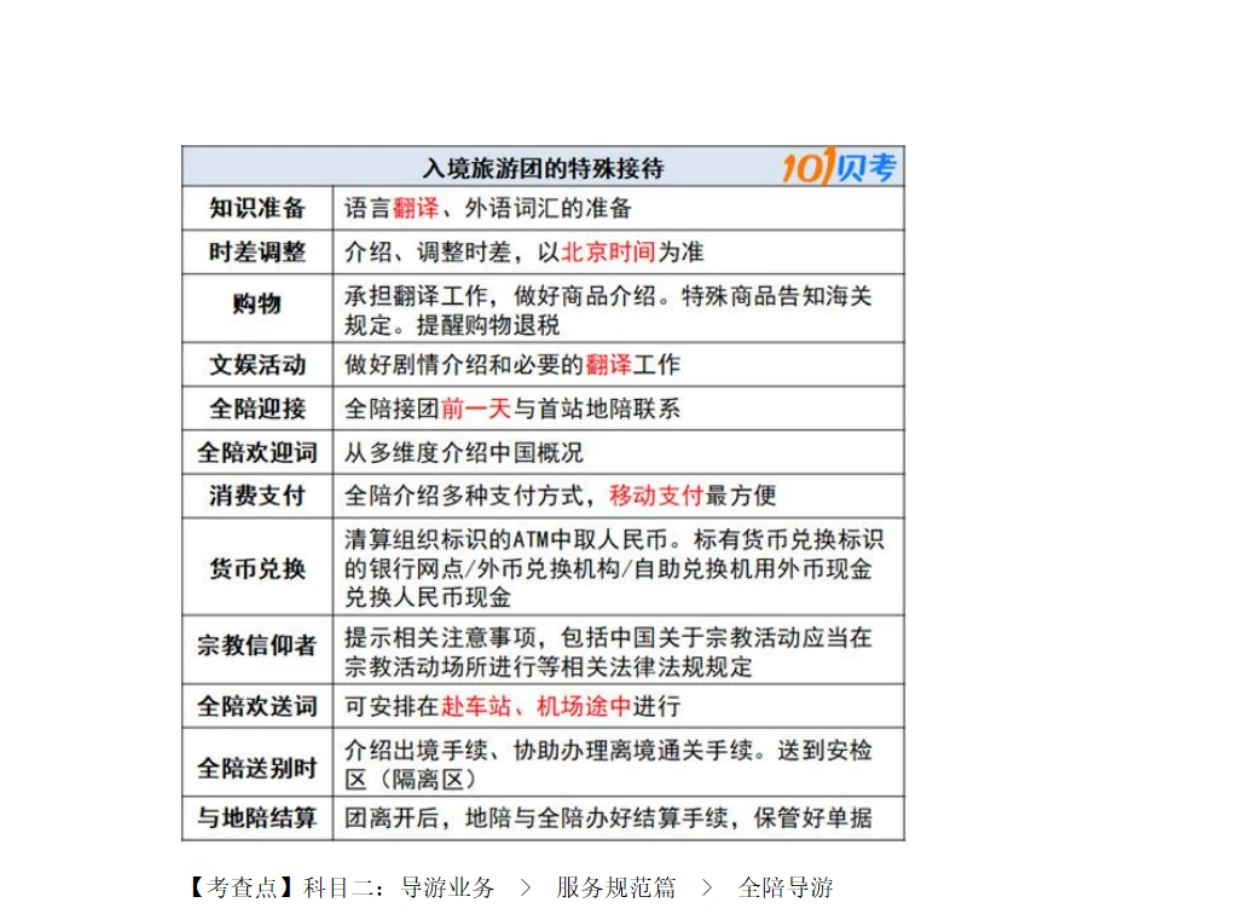 入境旅游团的特殊接待 101贝考
知识准备 语言翻译、外语词汇的准备
时差调整 介绍、调整时差，以北京时间为准
购物 承担翻译工作，做好商品介绍。特殊商品告知海关
规定。提醒购物退税
文娱活动 做好剧情介绍和必要的翻译工作
全陪迎接 全陪接团前一天与首站地陪联系
全陪欢迎词 从多维度介绍中国概况
消费支付 全陪介绍多种支付方式，移动支付最方便
货币兑换 清算组织标识的ATM中取人民币。标有货币兑换标识
的银行网点/外币兑换机构/自助兑换机用外币现金
兑换人民币现金
宗教信仰者 提示相关注意事项，包括中国关于宗教活动应当在
宗教活动场所进行等相关法律法规规定
全陪欢送词 可安排在赴车站、机场途中进行
全陪送别时 介绍出境手续、协助办理离境通关手续。送到安检
区（隔离区）
与地陪结算 团离开后，地陪与全陪办好结算手续，保管好单据
【考查点】科目二：导游业务 > 服务规范篇 > 全陪导游